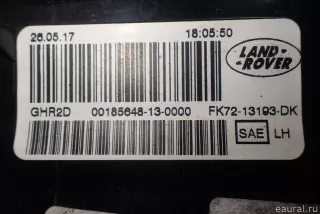 26.05.17 18:05:50
LAND-
-ROVER
GHR2D 00185648-13-0000 FK72-13193-DK
SAE LH
eaural.ru